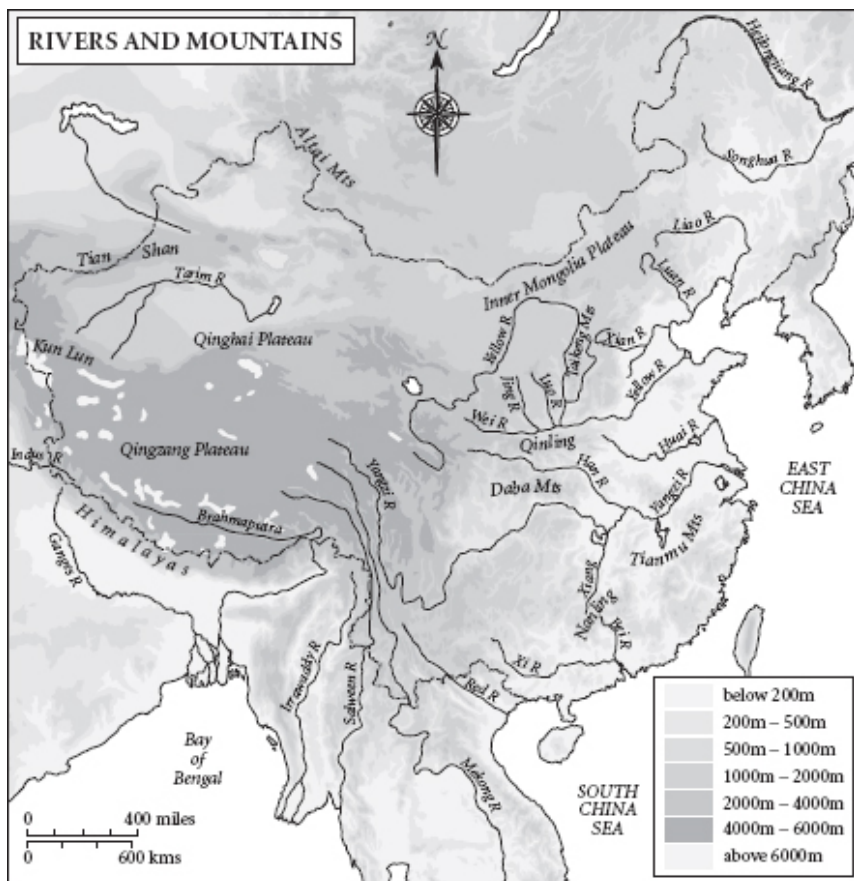 RIVERS AND MOUNTAINS
N
Heilongjiang R
Songhua R
Altai Mts
Liao R
Tian Shan
Luan R
Inner Mongolia Plateau
Tarim R
Yellow R
Taihang Mts
Xian R
Qinghai Plateau
Kun Lun
Jing R
Luo R
Yellow R
Wei R
Qinling
Huai R
Qingzang Plateau
Indus R
Yangzi R
Daba Mts
Han R
Yangzi R
EAST
CHINA
SEA
Brahmaputra
Himalayas
Ganges R
Tianmu Mts
Xiang
Nanling
Bei R
Xi R
Red R
Irrawaddy R
Salween R
Mekong R
Bay
of
Bengal
SOUTH
CHINA
SEA
0 400 miles
0 600 kms
below 200m
200m – 500m
500m – 1000m
1000m – 2000m
2000m – 4000m
4000m – 6000m
above 6000m